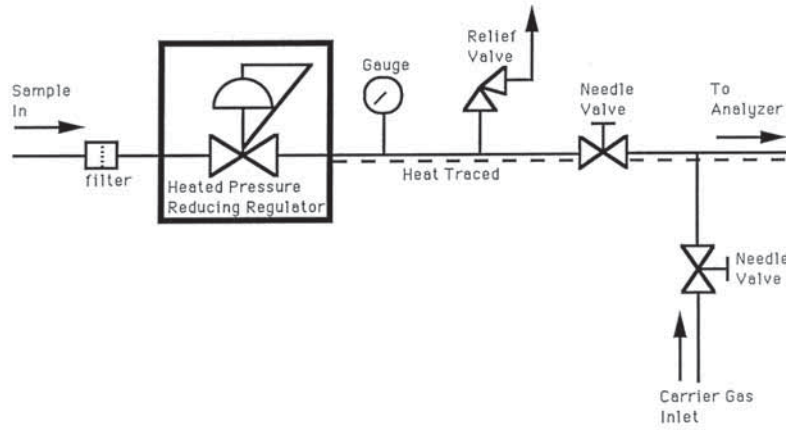 Sample
In
filter
Heated Pressure
Reducing Regulator
Gauge
Relief
Valve
Heat Traced
Needle
Valve
To
Analyzer
Needle
Valve
Carrier Gas
Inlet